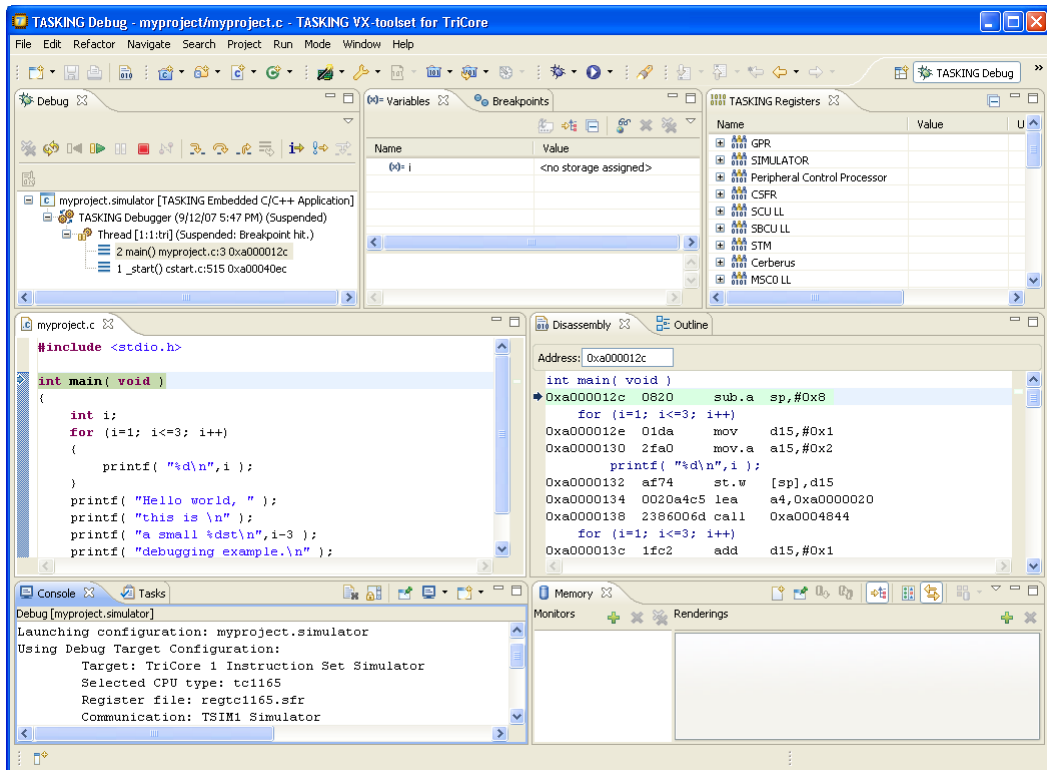 TASKING Debug - myproject/myproject.c - TASKING VX-toolset for TriCore
File Edit Refactor Navigate Search Project Run Mode Window Help
TASKING Debug
Debug
(x)= Variables Breakpoints
TASKING Registers
Name Value
(x)= i <no storage assigned>
Name Value U
GPR
SIMULATOR
Peripheral Control Processor
CSFR
SCU LL
SBCU LL
STM
Cerberus
MSC0 LL
myproject.simulator [TASKING Embedded C/C++ Application]
TASKING Debugger (9/12/07 5:47 PM) (Suspended)
Thread [1:1:tri] (Suspended: Breakpoint hit.)
2 main() myproject.c:3 0xa000012c
1 _start() cstart.c:515 0xa00040ec
myproject.c
#include <stdio.h>
int main( void )
{
int i;
for (i=1; i<=3; i++)
{
printf( "%d\n",i );
}
printf( "Hello world, " );
printf( "this is \n" );
printf( "a small %dst\n",i-3 );
printf( "debugging example.\n" );
Disassembly Outline
Address: 0xa000012c
int main( void )
0xa000012c 0820 sub.a sp,#0x8
for (i=1; i<=3; i++)
0xa000012e 01da mov d15,#0x1
0xa0000130 2fa0 mov.a a15,#0x2
printf( "%d\n",i );
0xa0000132 af74 st.w [sp],d15
0xa0000134 0020a4c5 lea a4,0xa0000020
0xa0000138 2386006d call 0xa0004844
for (i=1; i<=3; i++)
0xa000013c 1fc2 add d15,#0x1
Console Tasks
Debug [myproject.simulator]
Launching configuration: myproject.simulator
Using Debug Target Configuration:
Target: TriCore 1 Instruction Set Simulator
Selected CPU type: tc1165
Register file: regtc1165.sfr
Communication: TSIM1 Simulator
Memory
Monitors Renderings